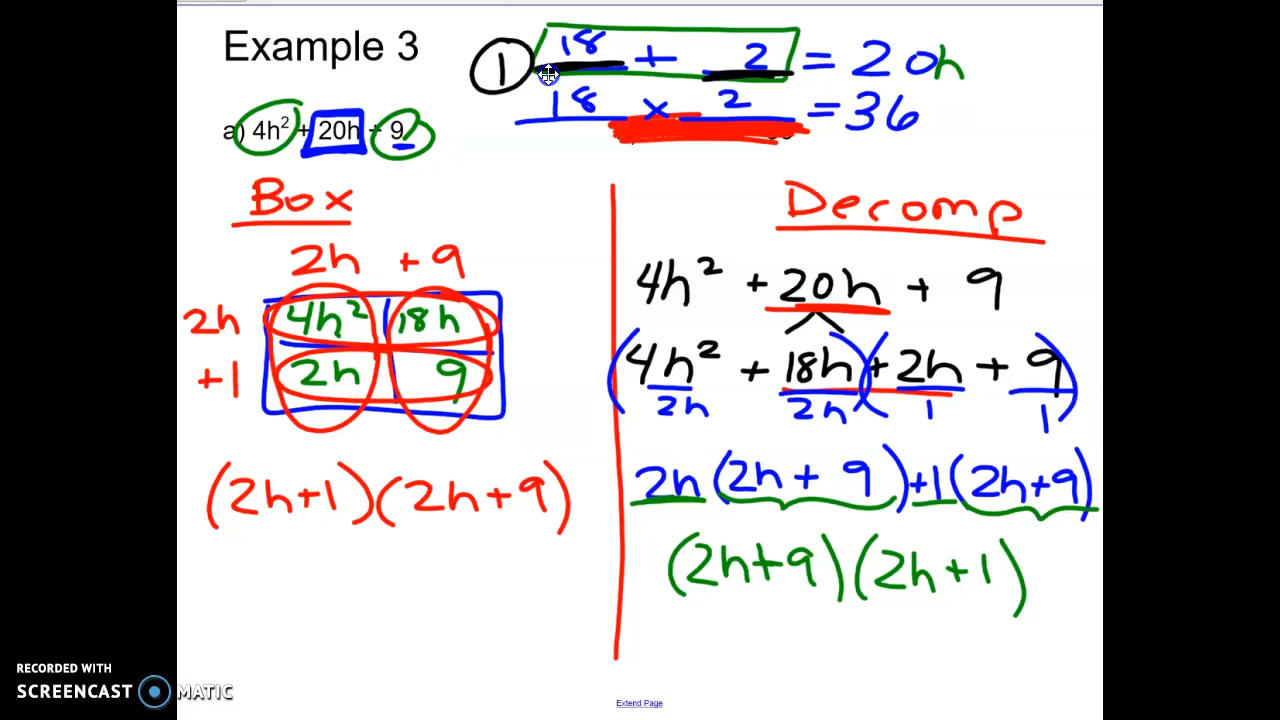 Example 3
① 18 + 2 = 20h
18 x 2 = 36
a) 4h² + 20h + 9
Box
2h + 9
2h 4h² 18h
+1 2h 9
(2h+1)(2h+9)
Decomp
4h² + 20h + 9
(4h² + 18h)(+2h + 9)
2h 2h 1 1
2h(2h + 9)+1(2h+9)
(2h+9)(2h+1)
Extend Page
RECORDED WITH
SCREENCAST MATIC